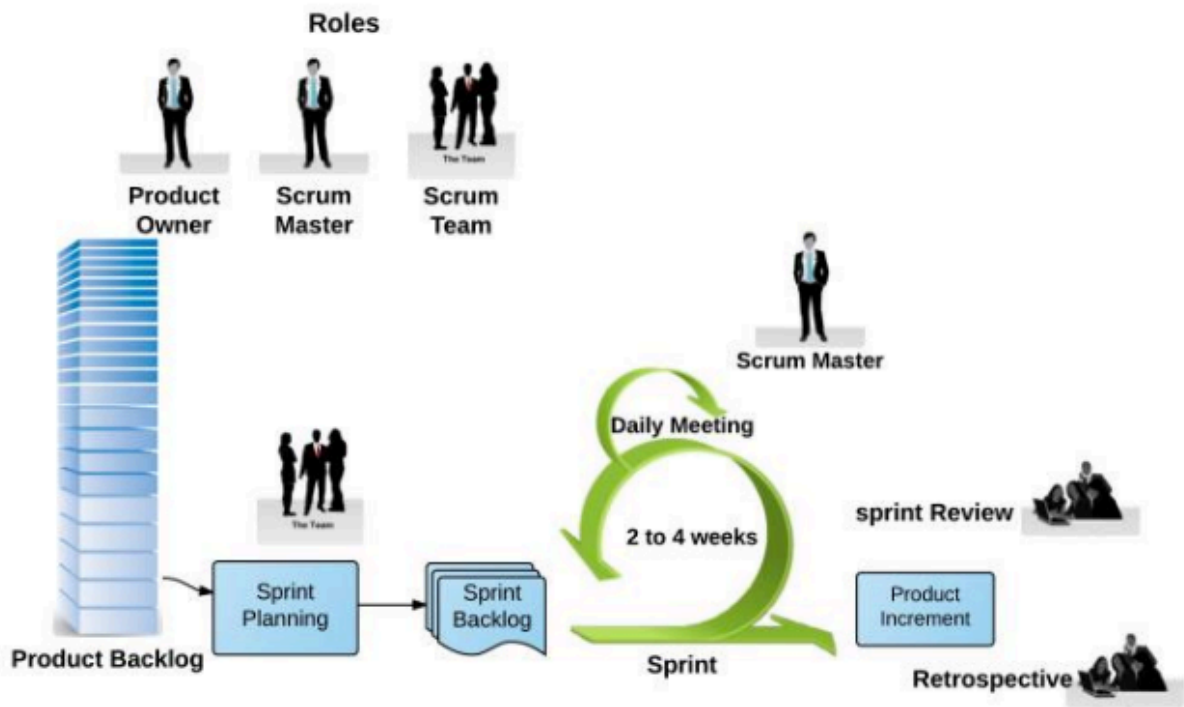 Roles
The Team
Product
Owner
Scrum
Master
Scrum
Team
Scrum Master
Daily Meeting
The Team
2 to 4 weeks
sprint Review
Sprint
Planning
Sprint
Backlog
Product
Increment
Product Backlog
Sprint
Retrospective